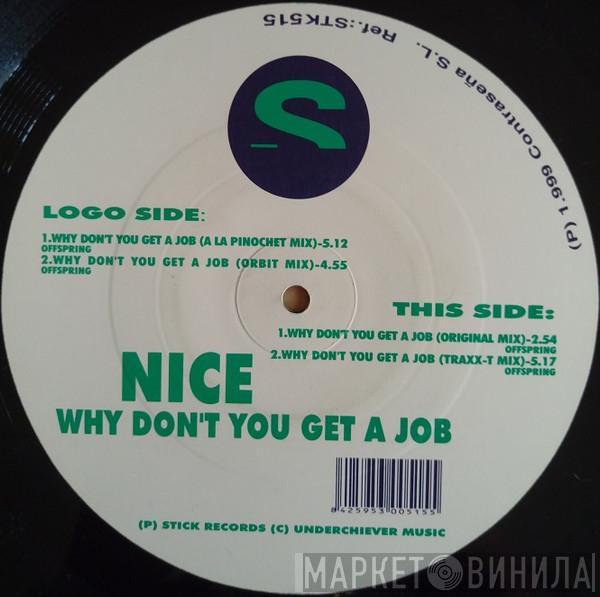 (P) 1.999 Contraseña S.L. Ref.:STK515
S
LOGO SIDE:
1.WHY DON'T YOU GET A JOB (A LA PINOCHET MIX)-5.12
OFFSPRING
2.WHY DON'T YOU GET A JOB (ORBIT MIX)-4.55
OFFSPRING
THIS SIDE:
1.WHY DON'T YOU GET A JOB (ORIGINAL MIX)-2.54
OFFSPRING
2.WHY DON'T YOU GET A JOB (TRAXX-T MIX)-5.17
OFFSPRING
NICE
WHY DON'T YOU GET A JOB
8 425953 005155
(P) STICK RECORDS (C) UNDERCHIEVER MUSIC
МАРКЕТ ВИНИЛА